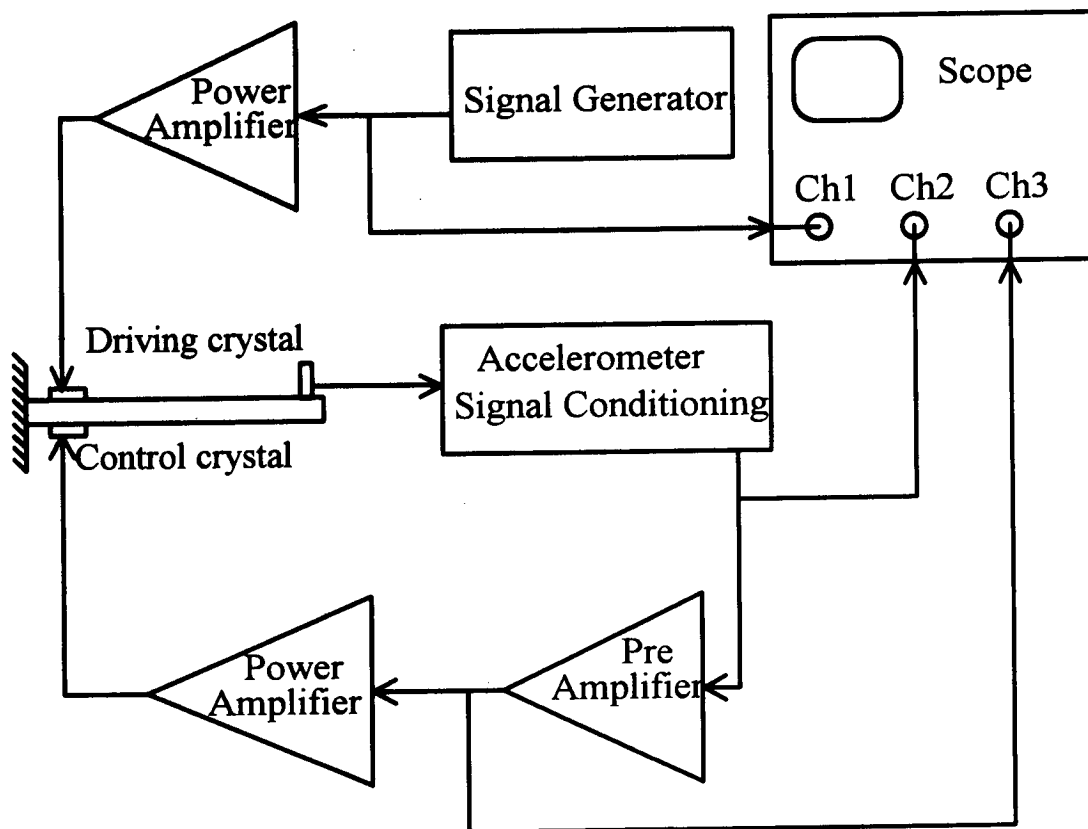 Power
Amplifier
Signal Generator
Scope
Ch1
Ch2
Ch3
Driving crystal
Accelerometer
Signal Conditioning
Control crystal
Power
Amplifier
Pre
Amplifier